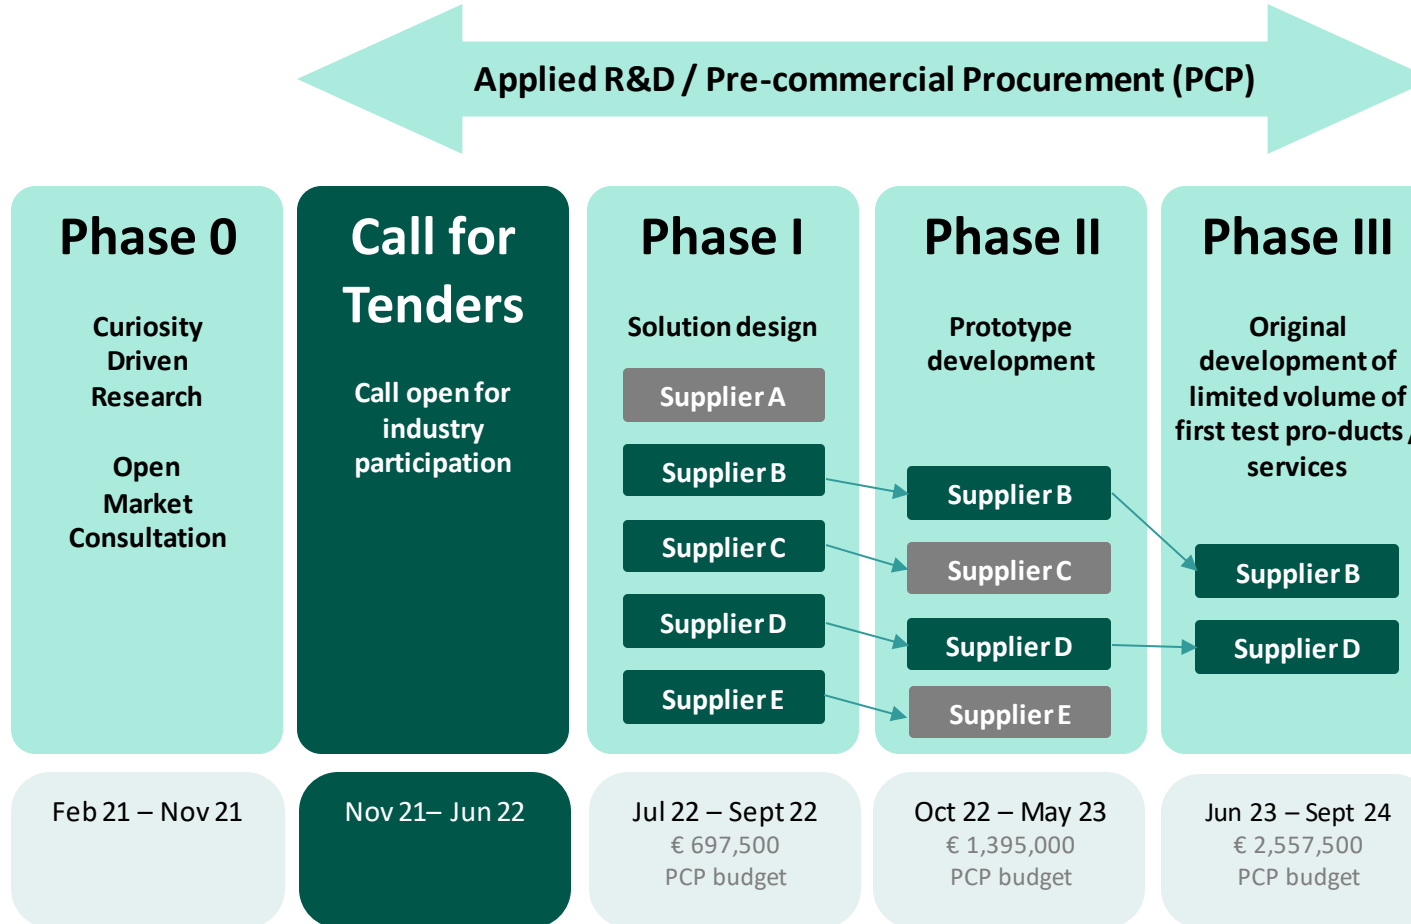 Applied R&D / Pre-commercial Procurement (PCP)
Phase 0
Curiosity
Driven
Research
Open
Market
Consultation
Feb 21 – Nov 21
Call for
Tenders
Call open for
industry
participation
Nov 21– Jun 22
Phase I
Solution design
Supplier A
Supplier B
Supplier C
Supplier D
Supplier E
Jul 22 – Sept 22
€ 697,500
PCP budget
Phase II
Prototype
development
Supplier B
Supplier C
Supplier D
Supplier E
Oct 22 – May 23
€ 1,395,000
PCP budget
Phase III
Original
development of
limited volume of
first test pro-ducts /
services
Supplier B
Supplier D
Jun 23 – Sept 24
€ 2,557,500
PCP budget